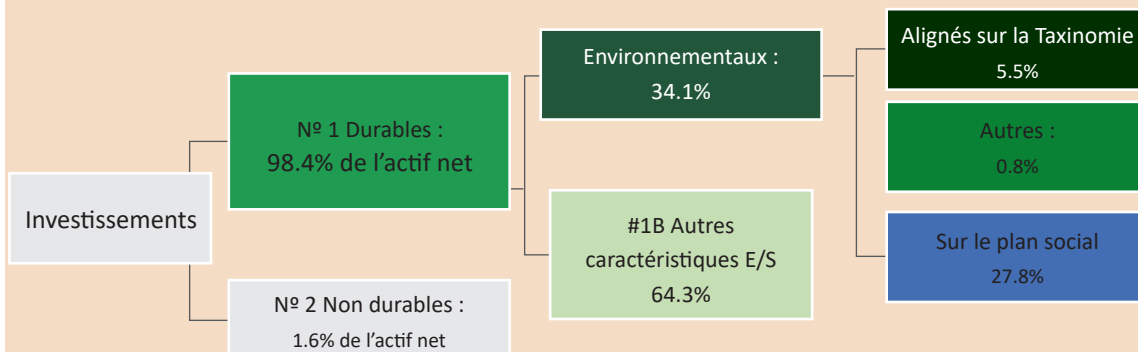 Investissements
Nº 1 Durables :
98.4% de l’actif net
Nº 2 Non durables :
1.6% de l’actif net
Environnementaux :
34.1%
#1B Autres
caractéristiques E/S
64.3%
Alignés sur la Taxinomie
5.5%
Autres :
0.8%
Sur le plan social
27.8%